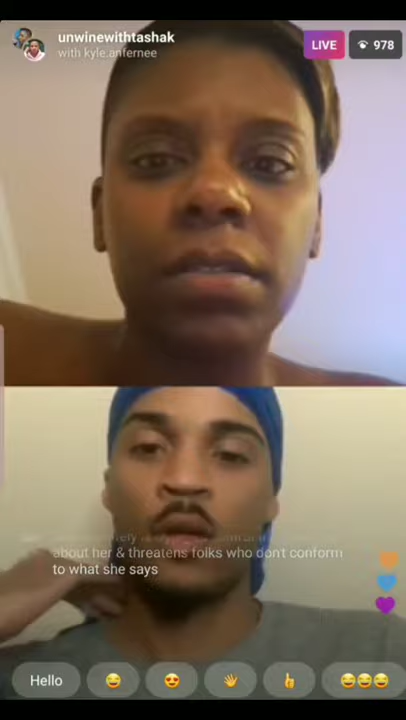 unwinewithtashak
LIVE
978
with kyle.anfernee
about her & threatens folks who don't conform
to what she says
Hello